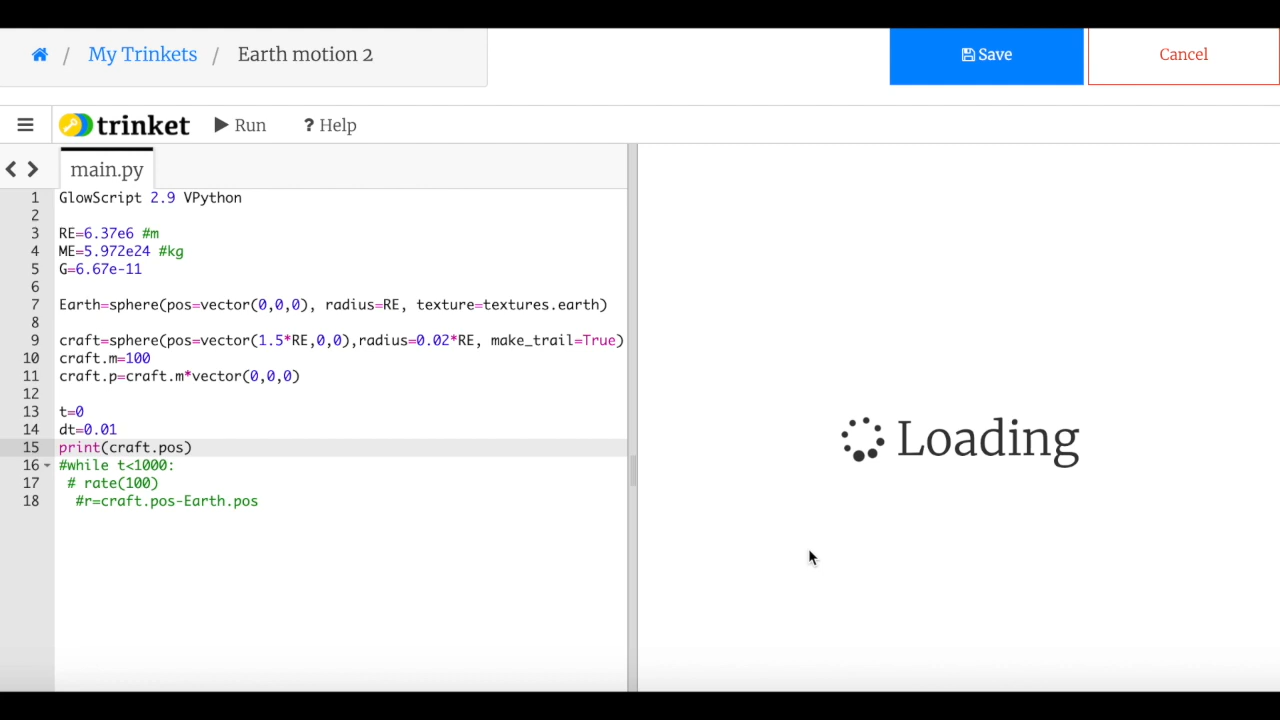 / My Trinkets / Earth motion 2
Save
Cancel
trinket
Run
? Help
main.py
1 GlowScript 2.9 VPython
2
3 RE=6.37e6 #m
4 ME=5.972e24 #kg
5 G=6.67e-11
6
7 Earth=sphere(pos=vector(0,0,0), radius=RE, texture=textures.earth)
8
9 craft=sphere(pos=vector(1.5*RE,0,0),radius=0.02*RE, make_trail=True)
10 craft.m=100
11 craft.p=craft.m*vector(0,0,0)
12
13 t=0
14 dt=0.01
15 print(craft.pos)
16 #while t<1000:
17 # rate(100)
18 #r=craft.pos-Earth.pos
Loading